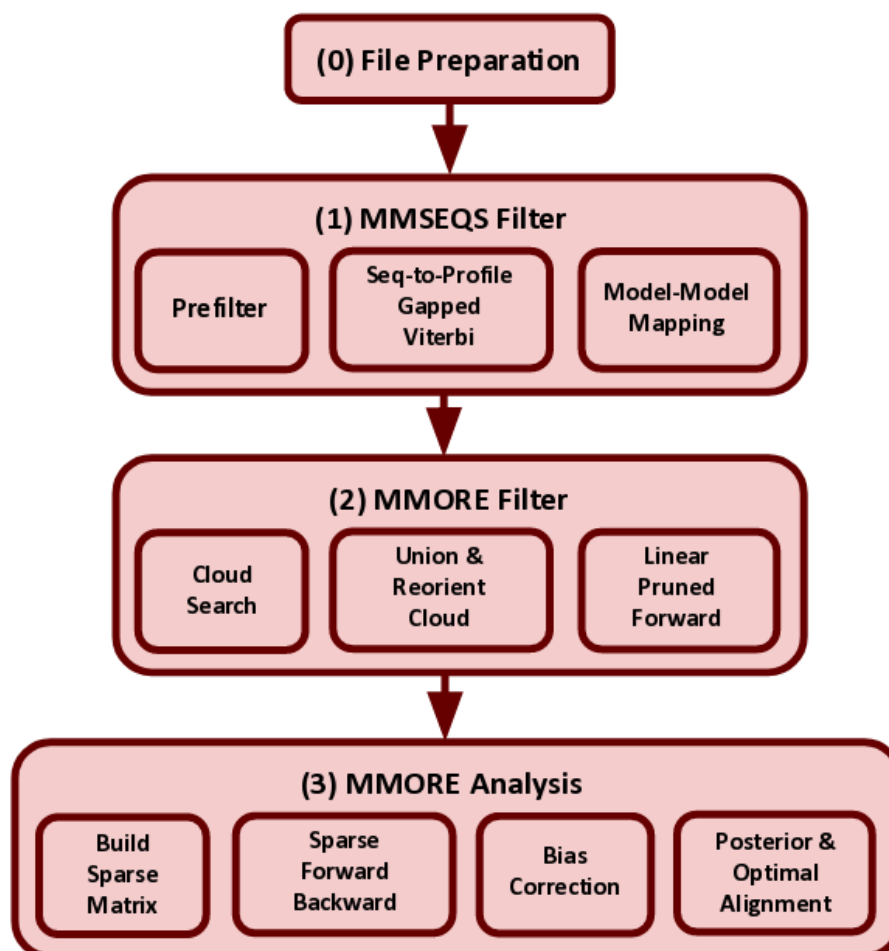 (0) File Preparation
(1) MMSEQS Filter
Prefilter
Seq-to-Profile
Gapped
Viterbi
Model-Model
Mapping
(2) MMORE Filter
Cloud
Search
Union &
Reorient
Cloud
Linear
Pruned
Forward
(3) MMORE Analysis
Build
Sparse
Matrix
Sparse
Forward
Backward
Bias
Correction
Posterior &
Optimal
Alignment